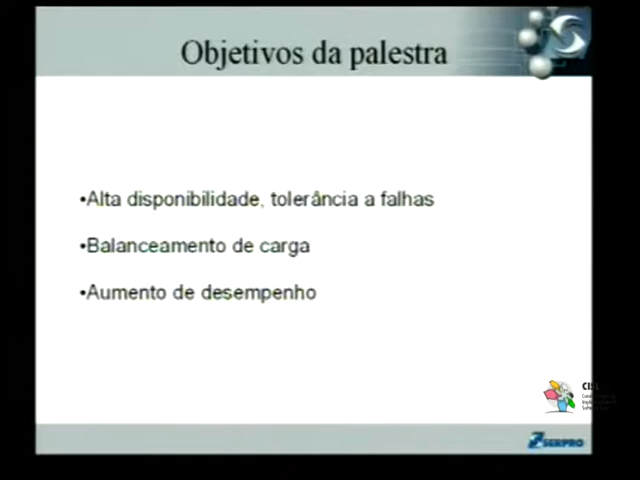 Objetivos da palestra
•Alta disponibilidade, tolerância a falhas
•Balanceamento de carga
•Aumento de desempenho
SERPRO